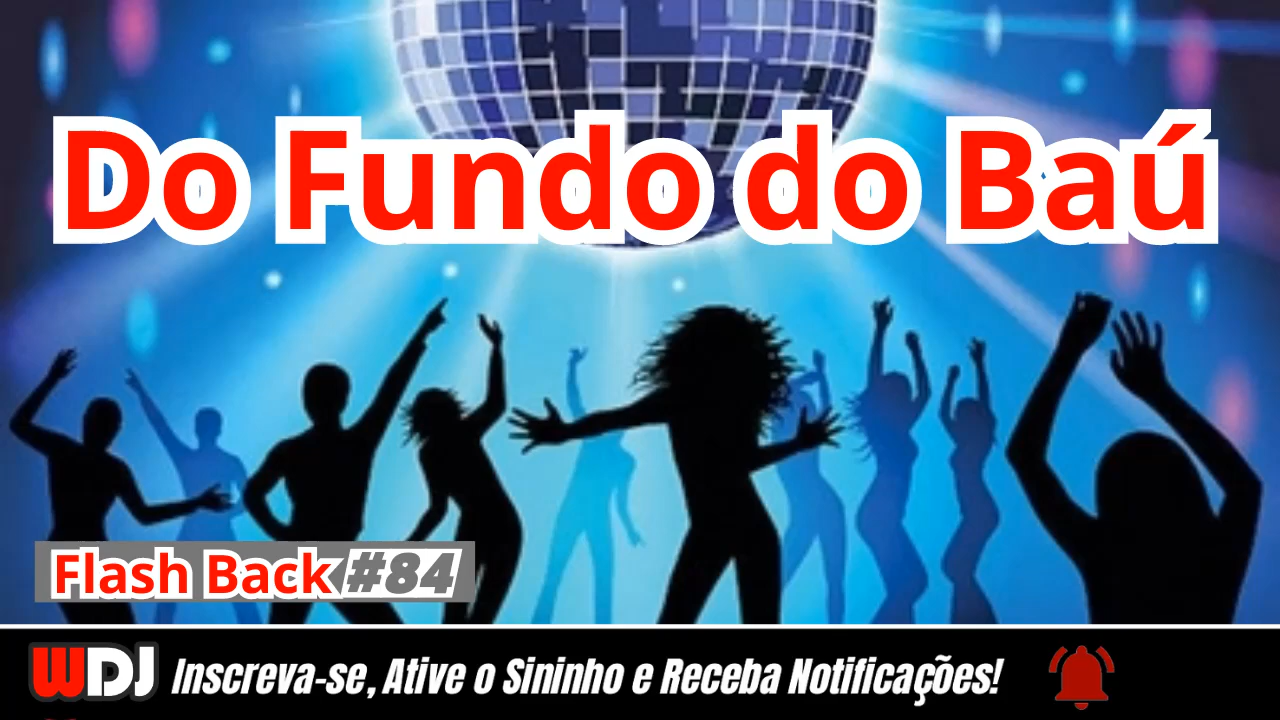 Do Fundo do Baú
Flash Back #84
WDJ Inscreva-se, Ative o Sininho e Receba Notificações!